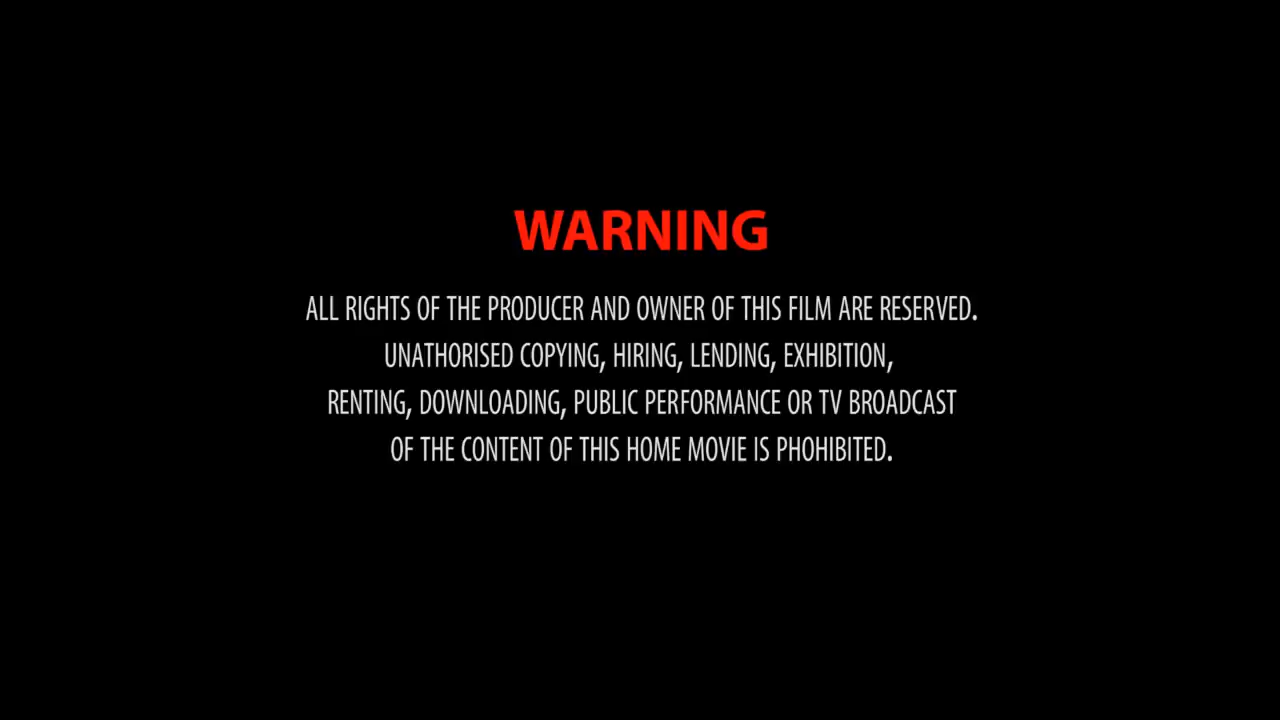 WARNING
ALL RIGHTS OF THE PRODUCER AND OWNER OF THIS FILM ARE RESERVED.
UNATHORISED COPYING, HIRING, LENDING, EXHIBITION,
RENTING, DOWNLOADING, PUBLIC PERFORMANCE OR TV BROADCAST
OF THE CONTENT OF THIS HOME MOVIE IS PHOHIBITED.